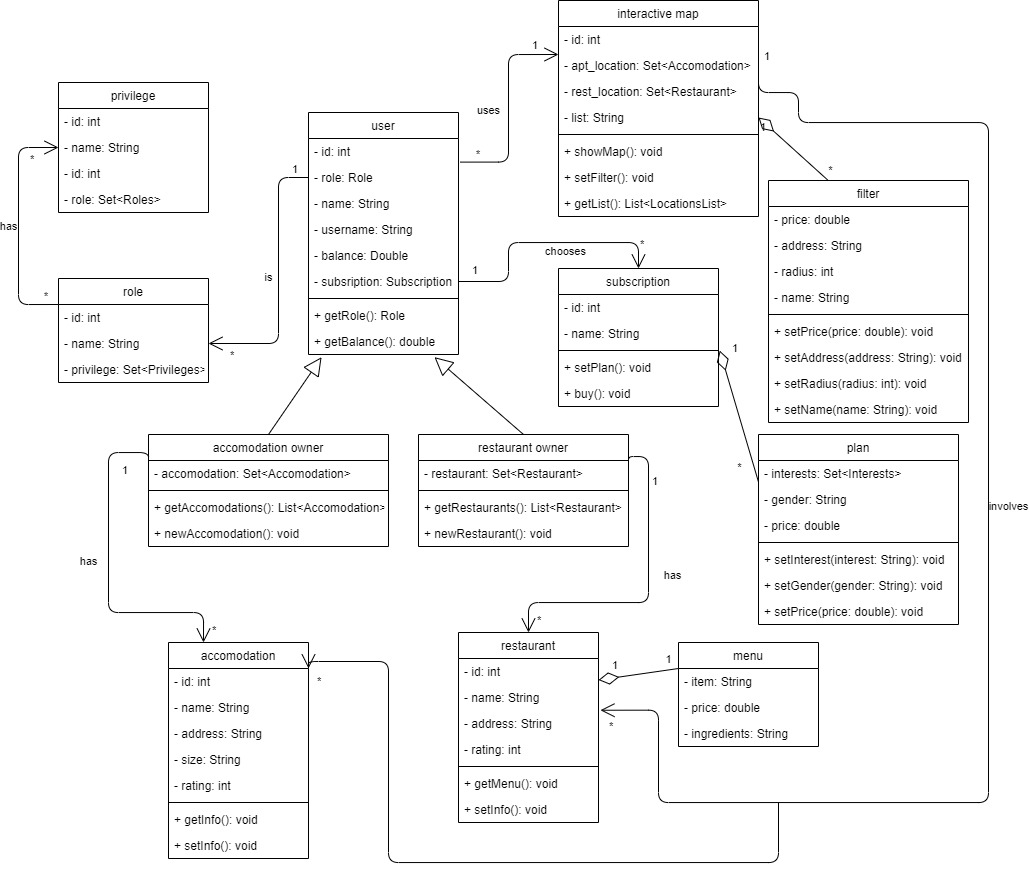 interactive map
- id: int
- apt_location: Set<Accomodation>
- rest_location: Set<Restaurant>
- list: String
+ showMap(): void
+ setFilter(): void
+ getList(): List<LocationsList>
1
1
uses
*
1
*
privilege
- id: int
- name: String
- id: int
- role: Set<Roles>
*
has
*
user
- id: int
- role: Role
- name: String
- username: String
- balance: Double
- subsription: Subscription
+ getRole(): Role
+ getBalance(): double
1
is
*
1
chooses
*
filter
- price: double
- address: String
- radius: int
- name: String
+ setPrice(price: double): void
+ setAddress(address: String): void
+ setRadius(radius: int): void
+ setName(name: String): void
role
- id: int
- name: String
- privilege: Set<Privileges>
subscription
- id: int
- name: String
+ setPlan(): void
+ buy(): void
1
*
accomodation owner
- accomodation: Set<Accomodation>
+ getAccomodations(): List<Accomodation>
+ newAccomodation(): void
1
has
*
restaurant owner
- restaurant: Set<Restaurant>
+ getRestaurants(): List<Restaurant>
+ newRestaurant(): void
1
has
*
plan
- interests: Set<Interests>
- gender: String
- price: double
+ setInterest(interest: String): void
+ setGender(gender: String): void
+ setPrice(price: double): void
involves
accomodation
- id: int
- name: String
- address: String
- size: String
- rating: int
+ getInfo(): void
+ setInfo(): void
*
restaurant
- id: int
- name: String
- address: String
- rating: int
+ getMenu(): void
+ setInfo(): void
1
1
*
menu
- item: String
- price: double
- ingredients: String